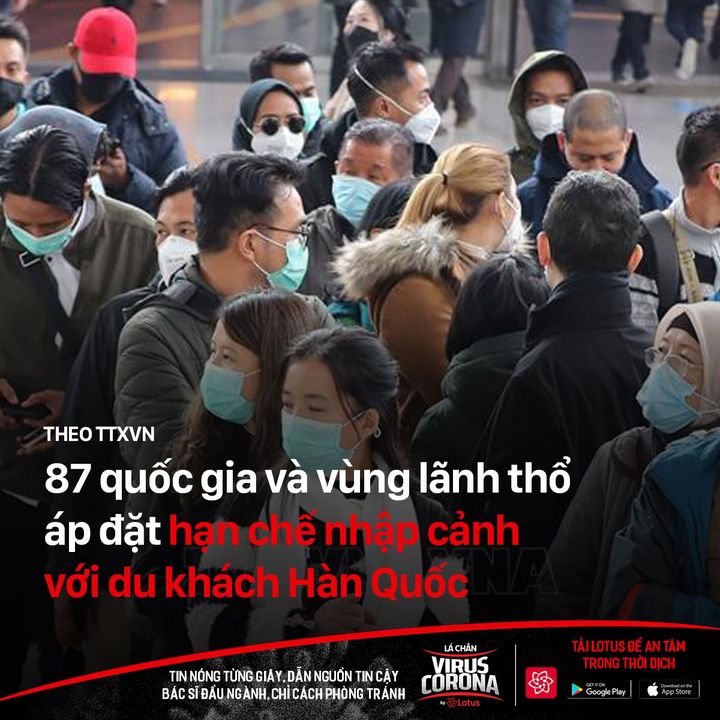 THEO TTXVN
87 quốc gia và vùng lãnh thổ
áp đặt hạn chế nhập cảnh
với du khách Hàn Quốc
TIN NÓNG TỪNG GIÂY, DẪN NGUỒN TIN CẬY
BÁC SĨ ĐẦU NGÀNH, CHỈ CÁCH PHÒNG TRÁNH
LÁ CHẮN
VIRUS
CORONA
by Lotus
TẢI LOTUS ĐỂ AN TÂM
TRONG THỜI DỊCH
GET IT ON
Google Play
Download on the
App Store